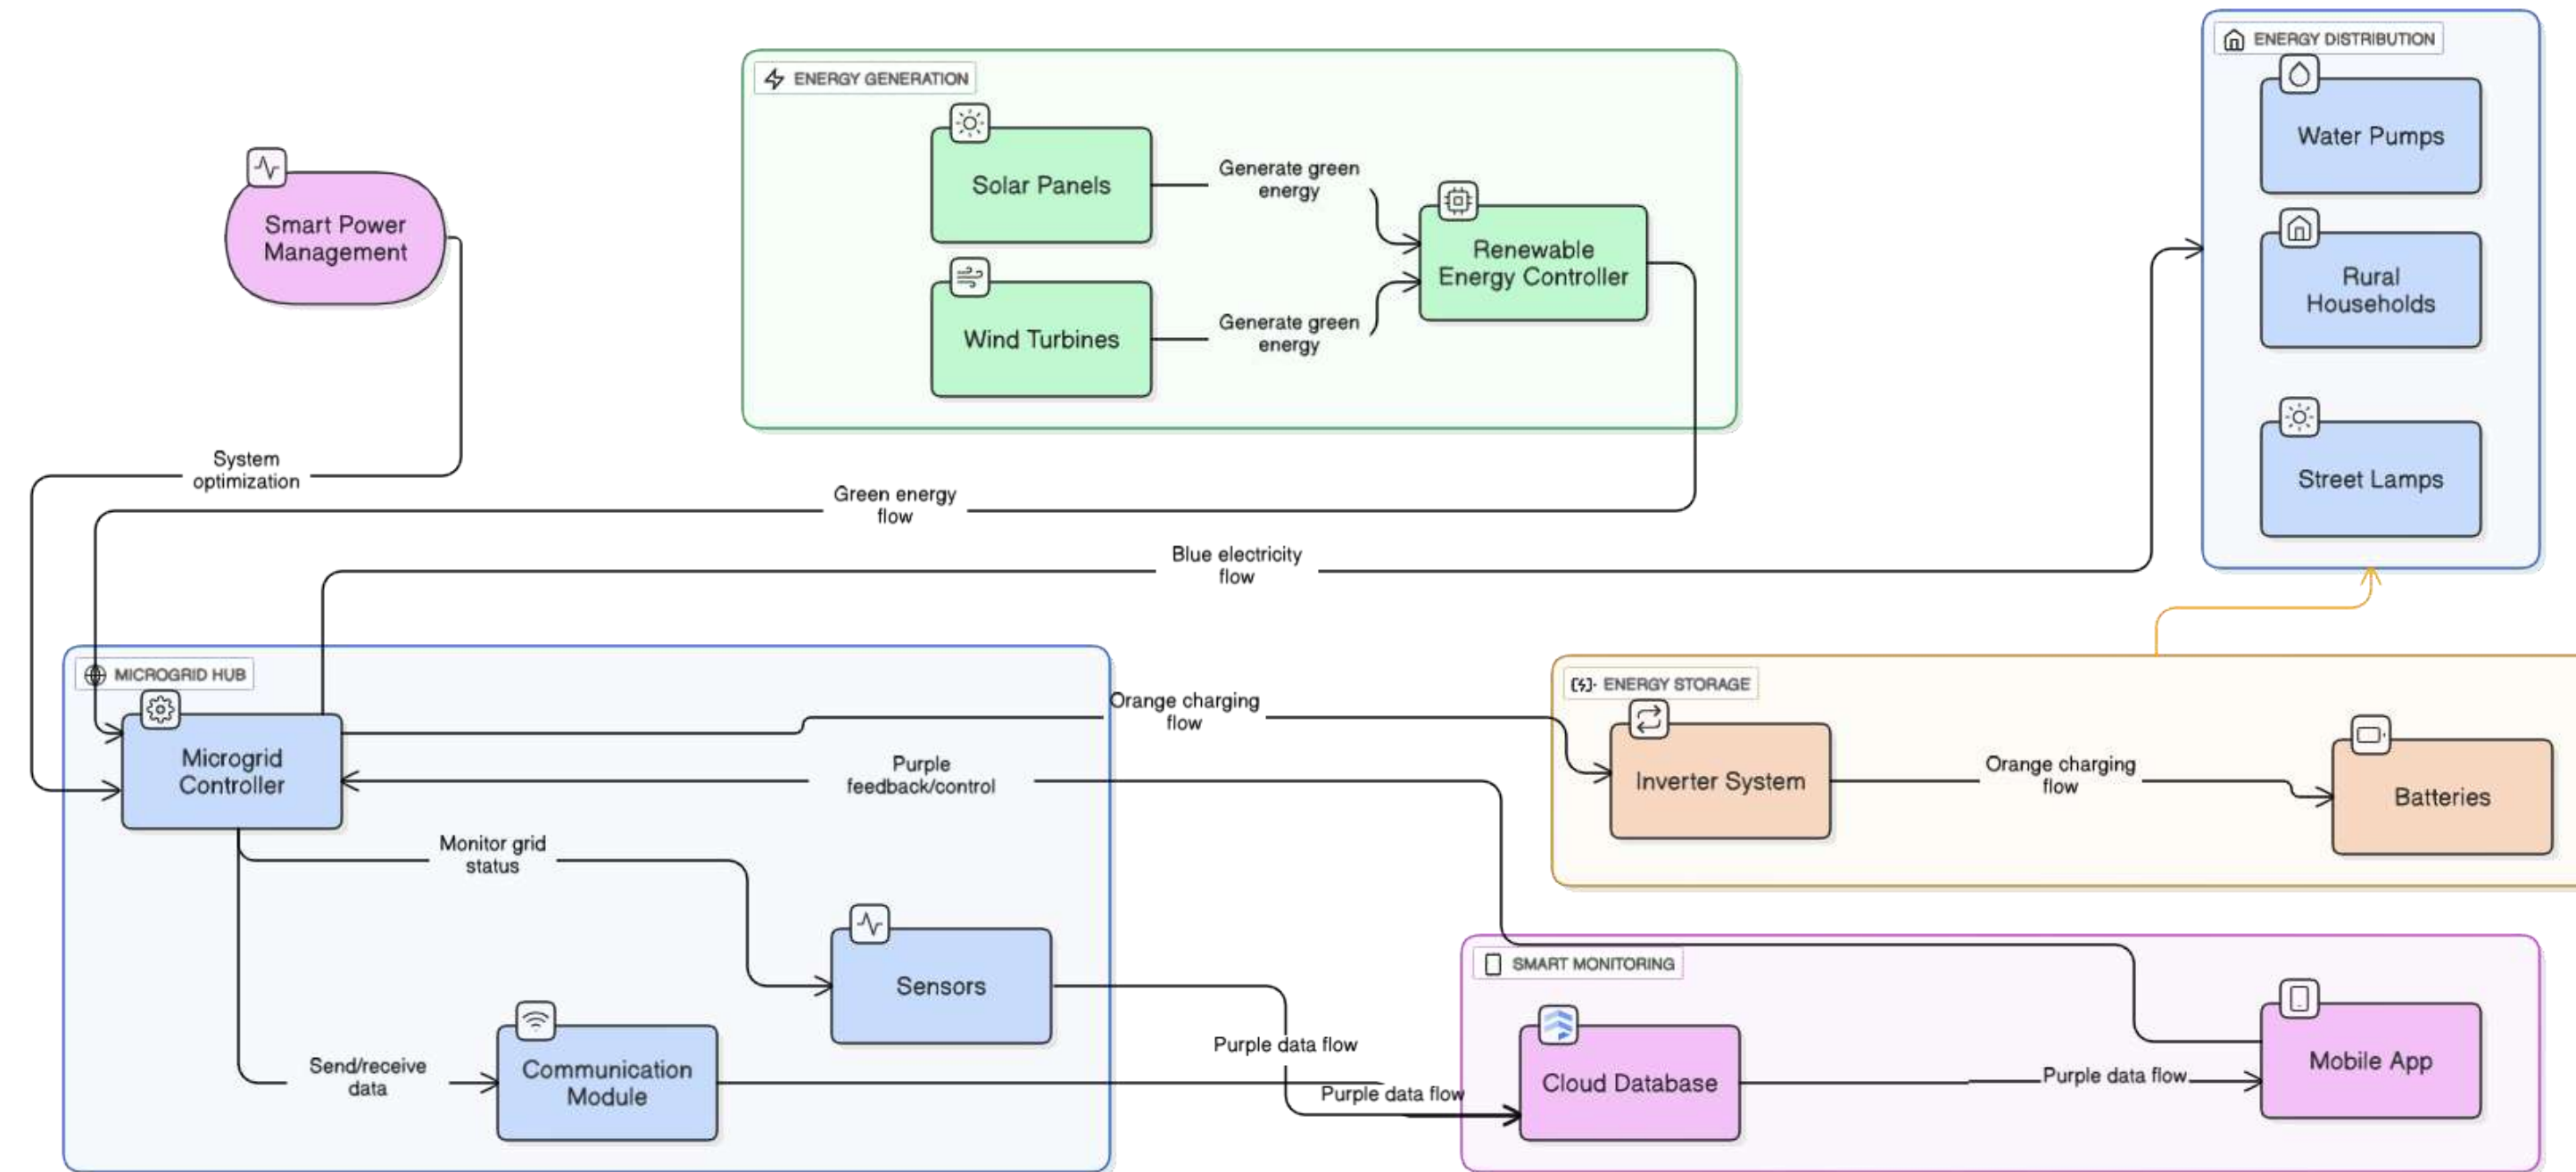 ENERGY GENERATION
Solar Panels
Generate green
energy
Wind Turbines
Generate green
energy
Renewable
Energy Controller
ENERGY DISTRIBUTION
Water Pumps
Rural
Households
Street Lamps
Smart Power
Management
System
optimization
Green energy
flow
Blue electricity
flow
MICROGRID HUB
Microgrid
Controller
Orange charging
flow
Purple
feedback/control
Monitor grid
status
Sensors
Send/receive
data
Communication
Module
Purple data flow
Purple data flow
ENERGY STORAGE
Inverter System
Orange charging
flow
Batteries
SMART MONITORING
Cloud Database
Purple data flow
Mobile App